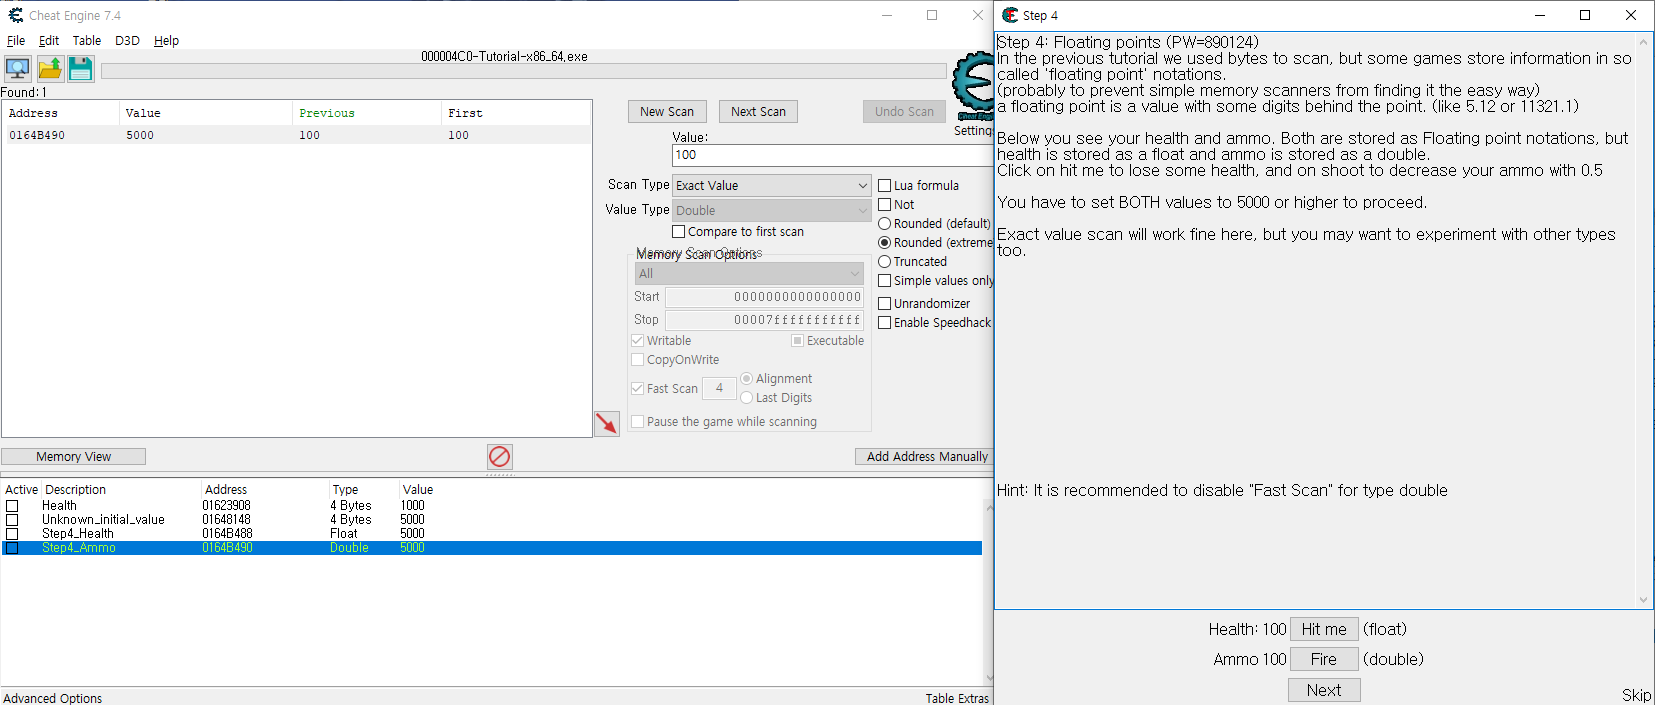 Cheat Engine 7.4
File Edit Table D3D Help
000004C0-Tutorial-x86_64.exe
Found: 1
Address Value Previous First
0164B490 5000 100 100
New Scan Next Scan Undo Scan
Cheat Engine
Settings
Value:
100
Scan Type Exact Value
Value Type Double
Compare to first scan
Lua formula
Not
Rounded (default)
Rounded (extreme
Truncated
Simple values only
Unrandomizer
Enable Speedhack
Memory Scan Options
All
Start 0000000000000000
Stop 00007fffffffffff
Writable Executable
CopyOnWrite
Fast Scan 4 Alignment
Last Digits
Pause the game while scanning
Memory View Add Address Manually
Active Description Address Type Value
Health 01623908 4 Bytes 1000
Unknown_initial_value 01648148 4 Bytes 5000
Step4_Health 0164B488 Float 5000
Step4_Ammo 0164B490 Double 5000
Advanced Options Table Extras
Step 4
Step 4: Floating points (PW=890124)
In the previous tutorial we used bytes to scan, but some games store information in so
called 'floating point' notations.
(probably to prevent simple memory scanners from finding it the easy way)
a floating point is a value with some digits behind the point. (like 5.12 or 11321.1)
Below you see your health and ammo. Both are stored as Floating point notations, but
health is stored as a float and ammo is stored as a double.
Click on hit me to lose some health, and on shoot to decrease your ammo with 0.5
You have to set BOTH values to 5000 or higher to proceed.
Exact value scan will work fine here, but you may want to experiment with other types
too.
Hint: It is recommended to disable "Fast Scan" for type double
Health: 100 Hit me (float)
Ammo 100 Fire (double)
Next
Skip